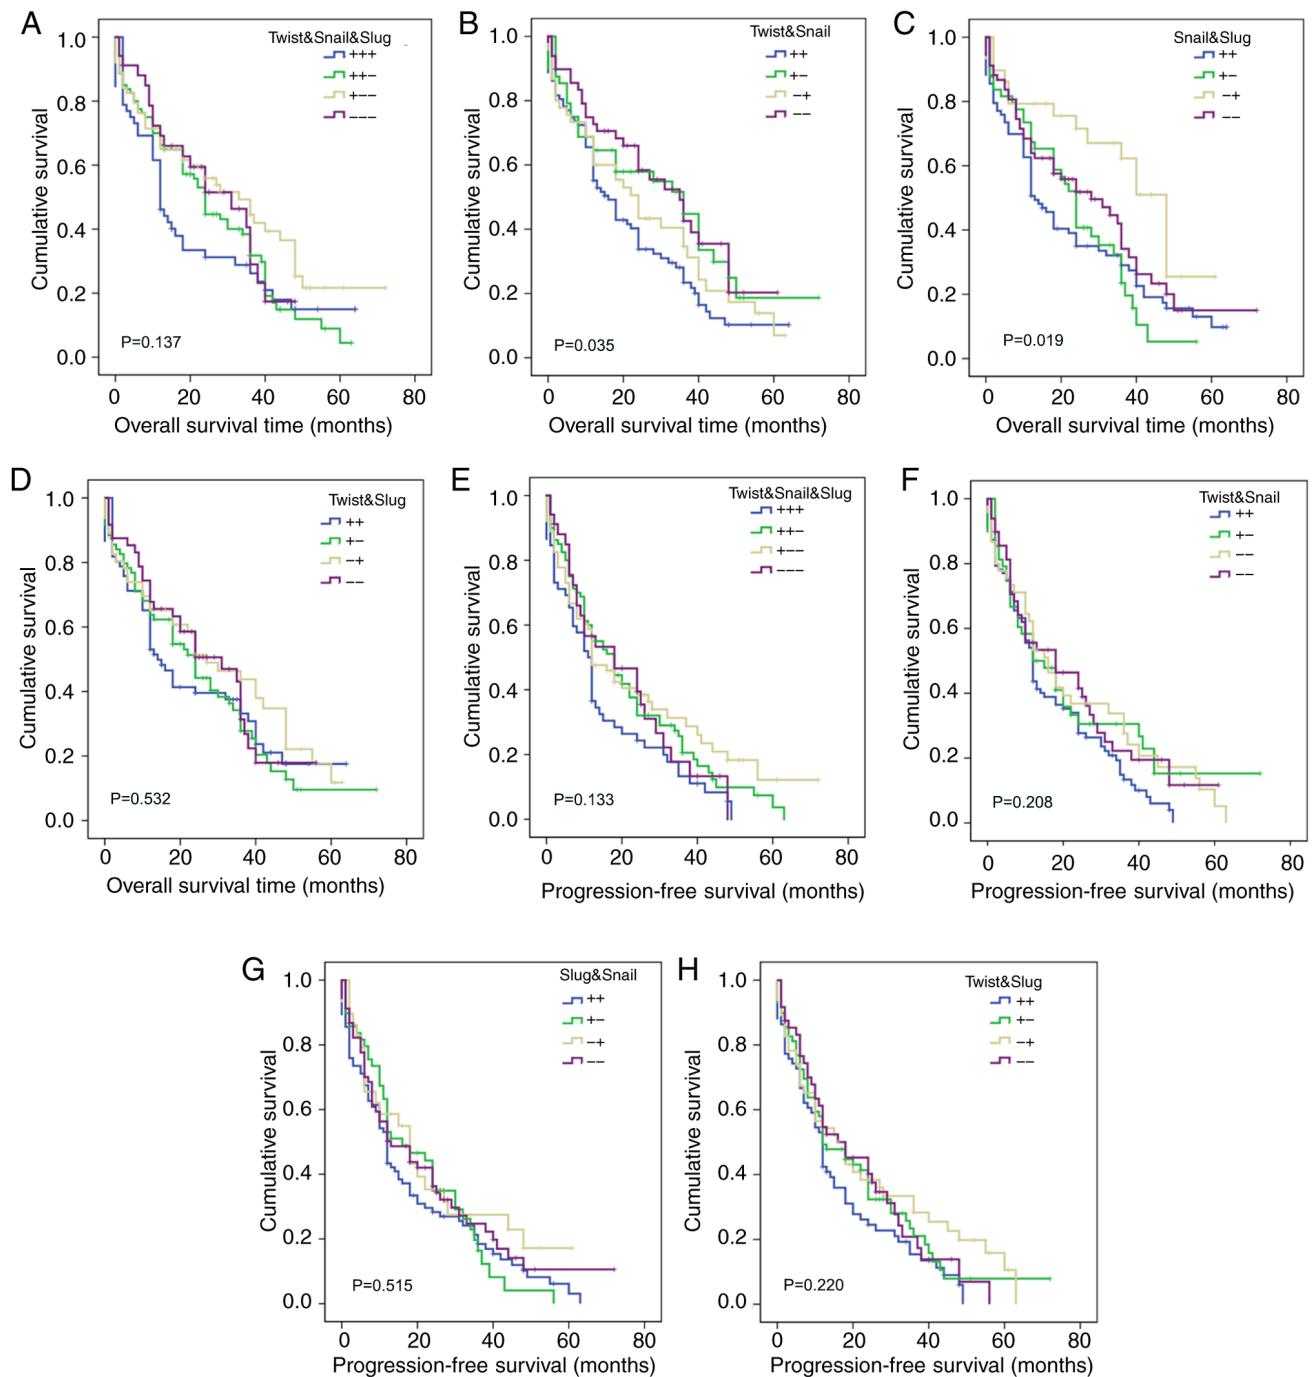 A
Twist&Snail&Slug
+++
++−
+−−
−−−
1.0
0.8
0.6
0.4
0.2
0.0
Cumulative survival
P=0.137
0 20 40 60 80
Overall survival time (months)
B
Twist&Snail
++
+−
−+
−−
1.0
0.8
0.6
0.4
0.2
0.0
Cumulative survival
P=0.035
0 20 40 60 80
Overall survival time (months)
C
Snail&Slug
++
+−
−+
−−
1.0
0.8
0.6
0.4
0.2
0.0
Cumulative survival
P=0.019
0 20 40 60 80
Overall survival time (months)
D
Twist&Slug
++
+−
−+
−−
1.0
0.8
0.6
0.4
0.2
0.0
Cumulative survival
P=0.532
0 20 40 60 80
Overall survival time (months)
E
Twist&Snail&Slug
+++
++−
+−−
−−−
1.0
0.8
0.6
0.4
0.2
0.0
Cumulative survival
P=0.133
0 20 40 60 80
Progression-free survival (months)
F
Twist&Snail
++
+−
−−
−−
1.0
0.8
0.6
0.4
0.2
0.0
Cumulative survival
P=0.208
0 20 40 60 80
Progression-free survival (months)
G
Slug&Snail
++
+−
−+
−−
1.0
0.8
0.6
0.4
0.2
0.0
Cumulative survival
P=0.515
0 20 40 60 80
Progression-free survival (months)
H
Twist&Slug
++
+−
−+
−−
1.0
0.8
0.6
0.4
0.2
0.0
Cumulative survival
P=0.220
0 20 40 60 80
Progression-free survival (months)